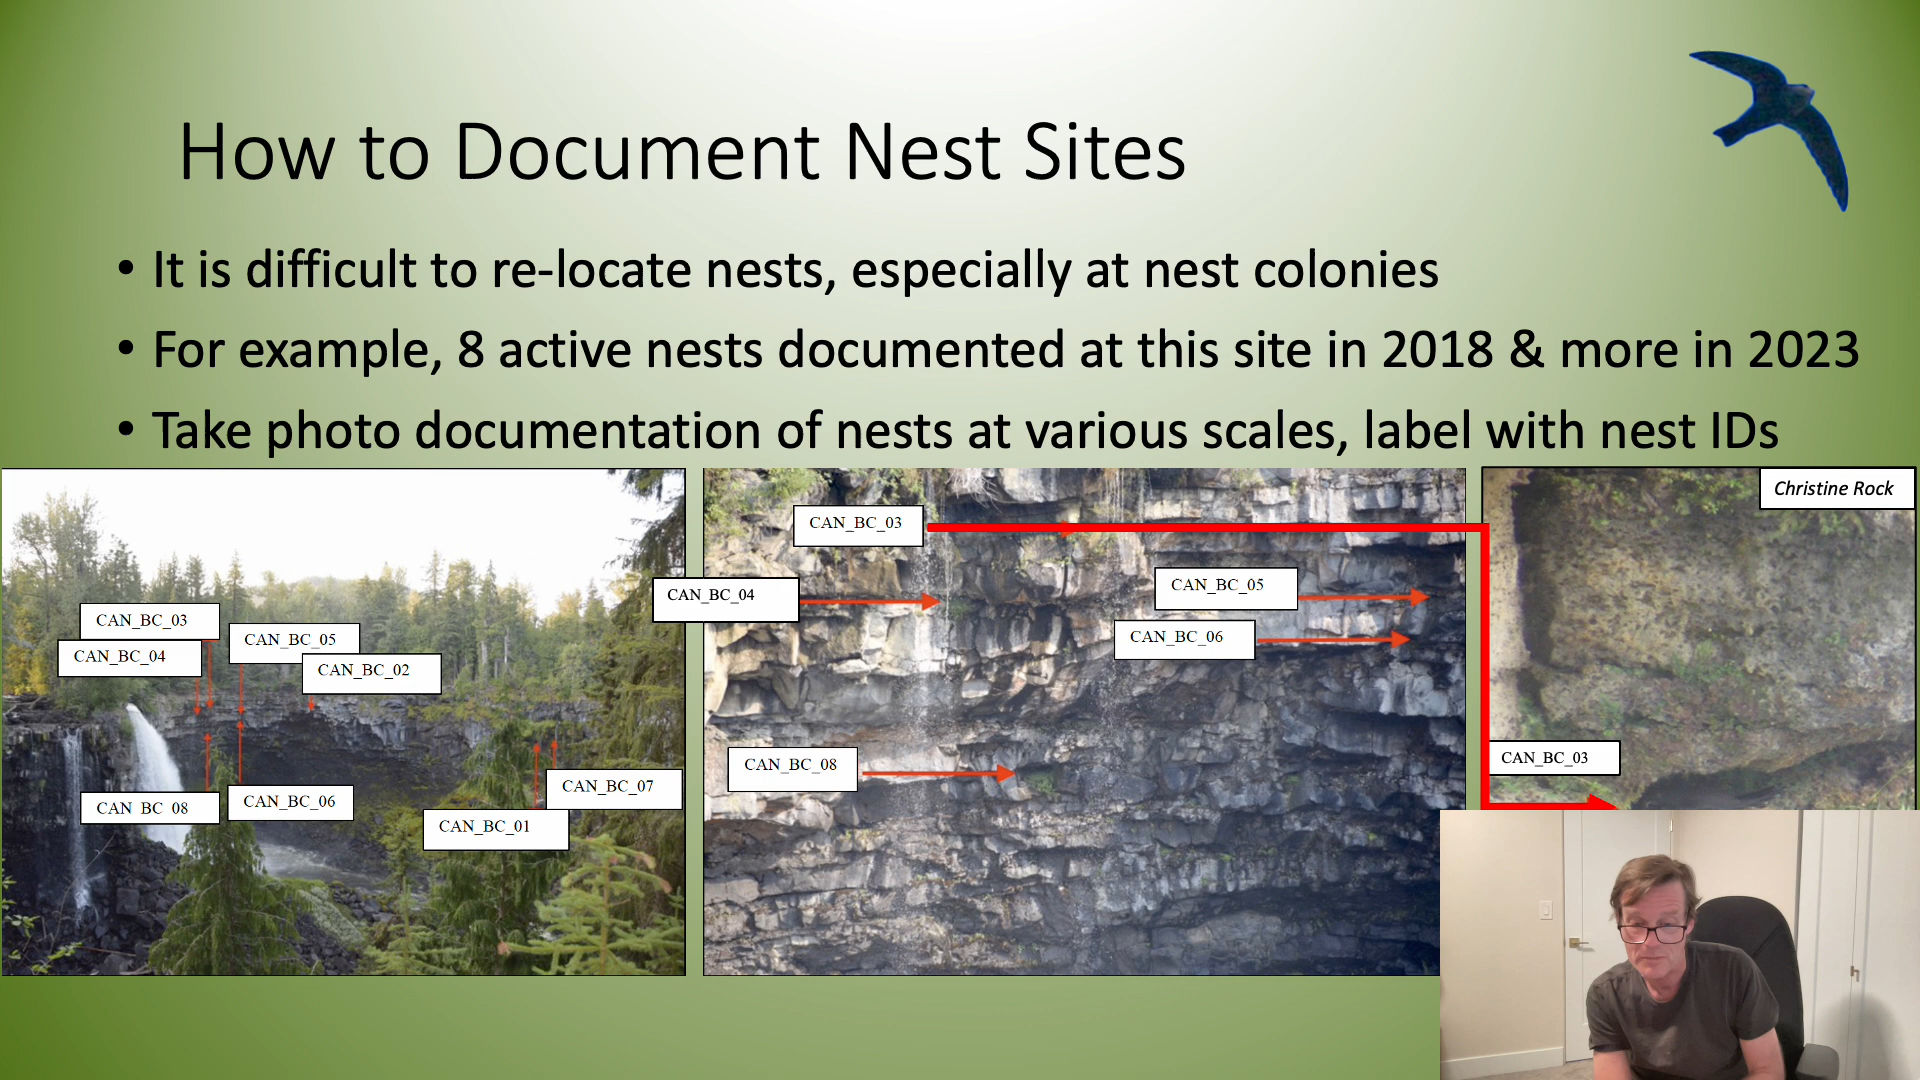 How to Document Nest Sites
• It is difficult to re-locate nests, especially at nest colonies
• For example, 8 active nests documented at this site in 2018 & more in 2023
• Take photo documentation of nests at various scales, label with nest IDs
CAN_BC_03
CAN_BC_04
CAN_BC_05
CAN_BC_02
CAN_BC_08
CAN_BC_06
CAN_BC_07
CAN_BC_01
CAN_BC_03
CAN_BC_04
CAN_BC_05
CAN_BC_06
CAN_BC_08
Christine Rock
CAN_BC_03